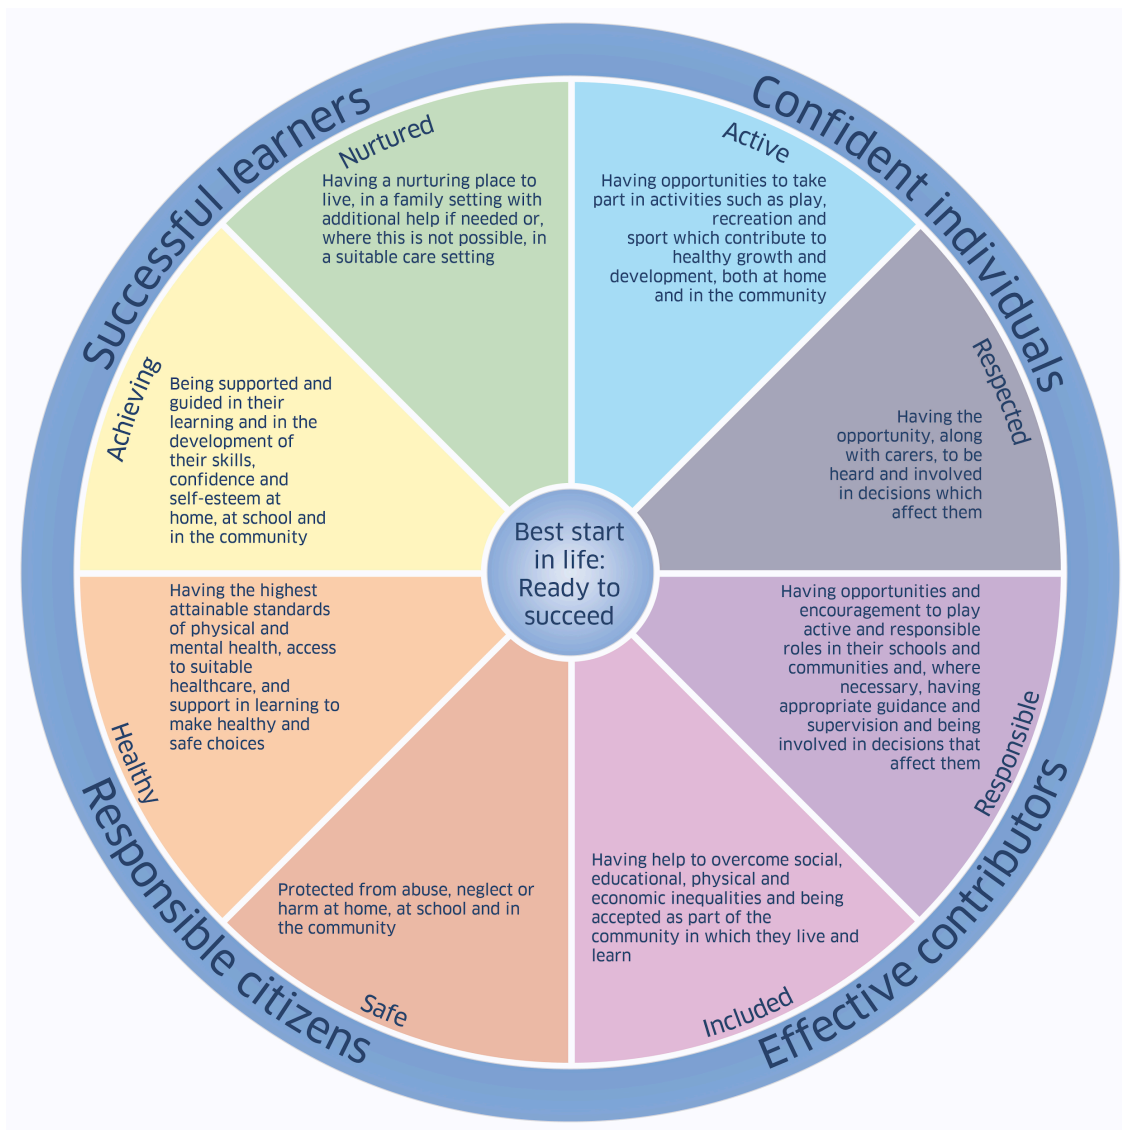 Successful learners
Confident individuals
Nurtured
Having a nurturing place to
live, in a family setting with
additional help if needed or,
where this is not possible, in
a suitable care setting
Active
Having opportunities to take
part in activities such as play,
recreation and
sport which contribute to
healthy growth and
development, both at home
and in the community
Achieving
Being supported and
guided in their
learning and in the
development of
their skills,
confidence and
self-esteem at
home, at school and
in the community
Respected
Having the
opportunity, along
with carers, to be
heard and involved
in decisions which
affect them
Best start
in life:
Ready to
succeed
Healthy
Having the highest
attainable standards
of physical and
mental health, access
to suitable
healthcare, and
support in learning to
make healthy and
safe choices
Responsible
Having opportunities and
encouragement to play
active and responsible
roles in their schools and
communities and, where
necessary, having
appropriate guidance and
supervision and being
involved in decisions that
affect them
Safe
Protected from abuse, neglect or
harm at home, at school and in
the community
Included
Having help to overcome social,
educational, physical and
economic inequalities and being
accepted as part of the
community in which they live and
learn
Responsible citizens
Effective contributors